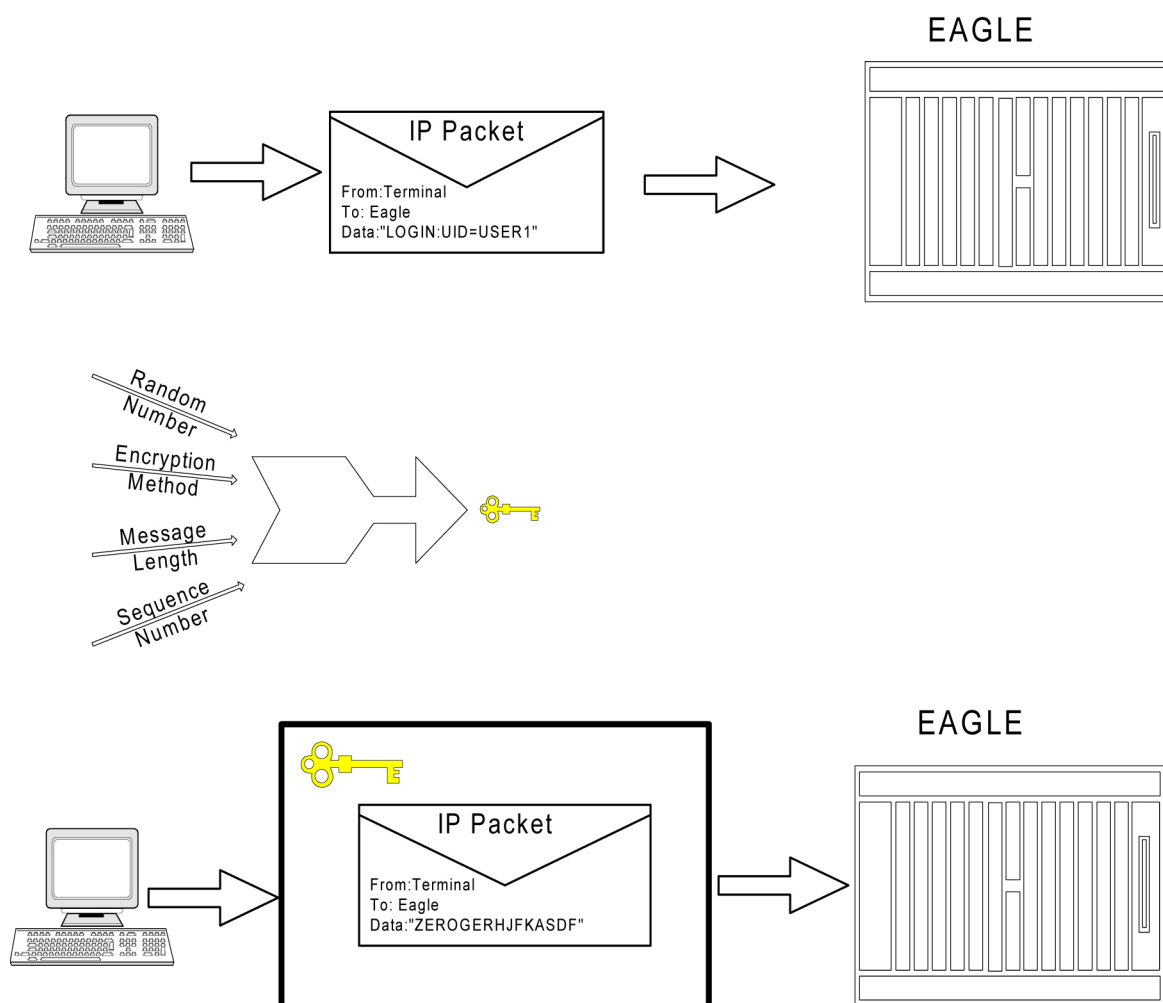 EAGLE
IP Packet
From:Terminal
To: Eagle
Data:"LOGIN:UID=USER1"
Random
Number
Encryption
Method
Message
Length
Sequence
Number
EAGLE
IP Packet
From:Terminal
To: Eagle
Data:"ZEROGERHJFKASDF"